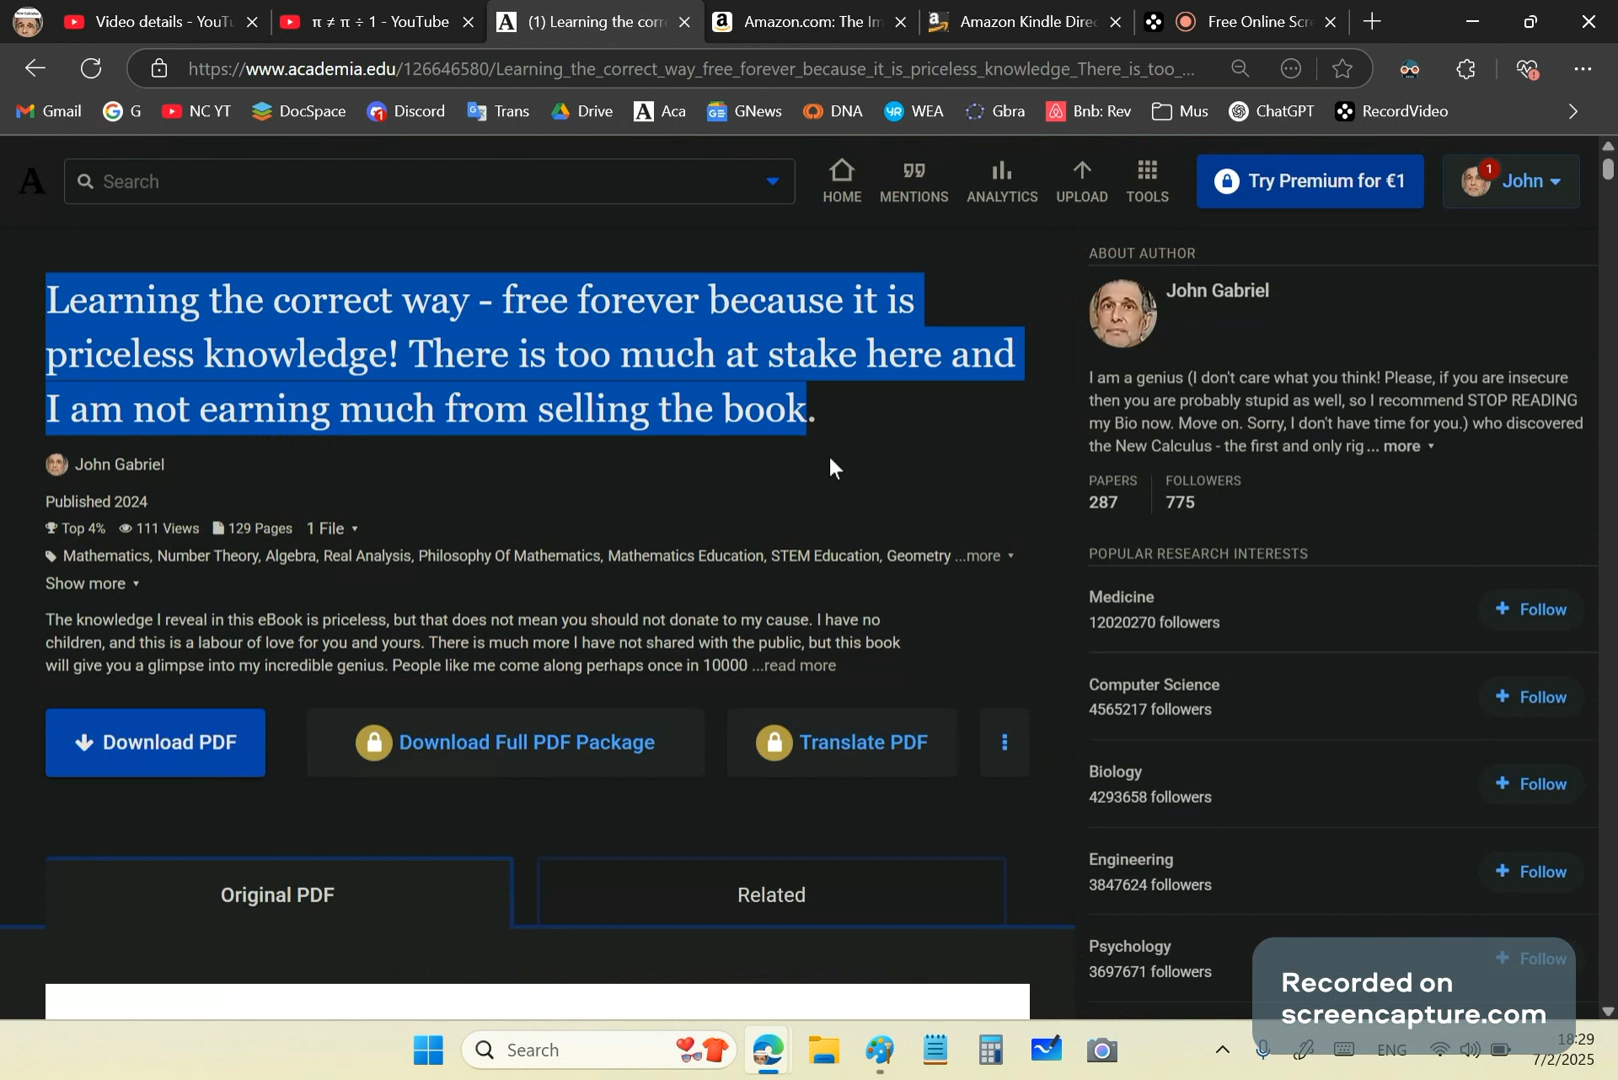 Video details - YouTu
π ≠ π ÷ 1 - YouTube
(1) Learning the corr
Amazon.com: The Im
Amazon Kindle Direc
Free Online Scr
https://www.academia.edu/126646580/Learning_the_correct_way_free_forever_because_it_is_priceless_knowledge_There_is_too_...
Gmail
G
NC YT
DocSpace
Discord
Trans
Drive
Aca
GNews
DNA
WEA
Gbra
Bnb: Rev
Mus
ChatGPT
RecordVideo
A
Search
HOME
MENTIONS
ANALYTICS
UPLOAD
TOOLS
Try Premium for €1
1
John
Learning the correct way - free forever because it is
priceless knowledge! There is too much at stake here and
I am not earning much from selling the book.
John Gabriel
Published 2024
Top 4% 111 Views 129 Pages 1 File
Mathematics, Number Theory, Algebra, Real Analysis, Philosophy Of Mathematics, Mathematics Education, STEM Education, Geometry ...more
Show more
The knowledge I reveal in this eBook is priceless, but that does not mean you should not donate to my cause. I have no
children, and this is a labour of love for you and yours. There is much more I have not shared with the public, but this book
will give you a glimpse into my incredible genius. People like me come along perhaps once in 10000 ...read more
Download PDF
Download Full PDF Package
Translate PDF
Original PDF
Related
ABOUT AUTHOR
John Gabriel
I am a genius (I don't care what you think! Please, if you are insecure
then you are probably stupid as well, so I recommend STOP READING
my Bio now. Move on. Sorry, I don't have time for you.) who discovered
the New Calculus - the first and only rig... more
PAPERS
287
FOLLOWERS
775
POPULAR RESEARCH INTERESTS
Medicine
12020270 followers
+ Follow
Computer Science
4565217 followers
+ Follow
Biology
4293658 followers
+ Follow
Engineering
3847624 followers
+ Follow
Psychology
3697671 followers
+ Follow
Recorded on
screencapture.com
Search
ENG
18:29
7/2/2025